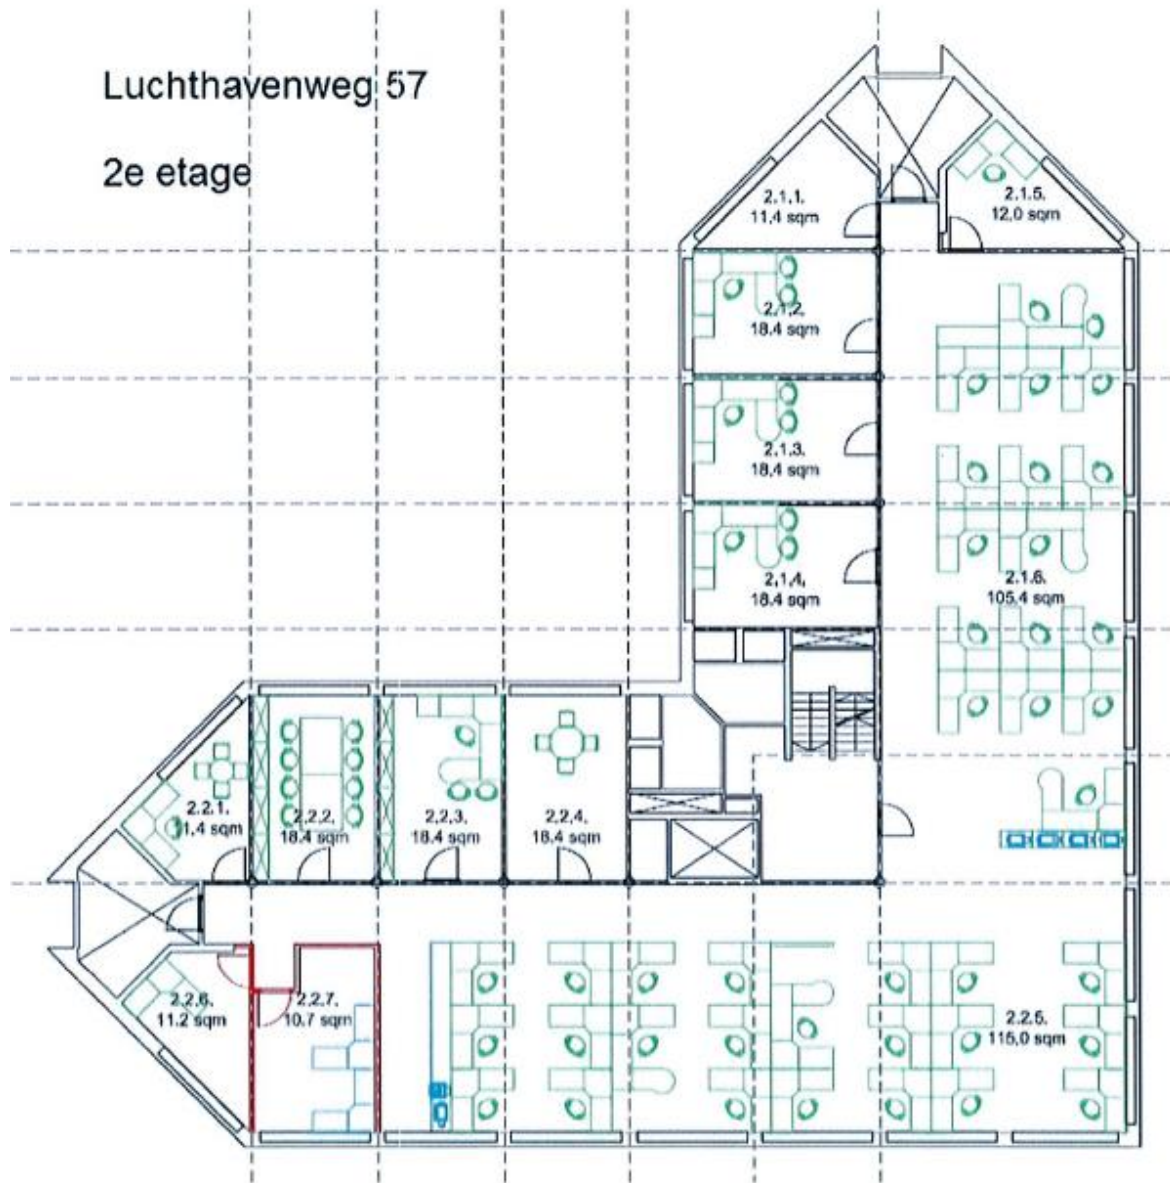 Luchthavenweg 57
2e etage
2.1.1.
11,4 sqm
2.1.5.
12,0 sqm
2.1.2.
18.4 sqm
2.1.3.
18,4 sqm
2.1.4.
18.4 sqm
2.1.6.
105,4 sqm
2.2.1.
1,4 sqm
2.2.2.
18.4 sqm
2.2.3.
18.4 sqm
2.2.4.
18.4 sqm
2.2.6.
11.2 sqm
2.2.7.
10.7 sqm
2.2.5.
115,0 sqm